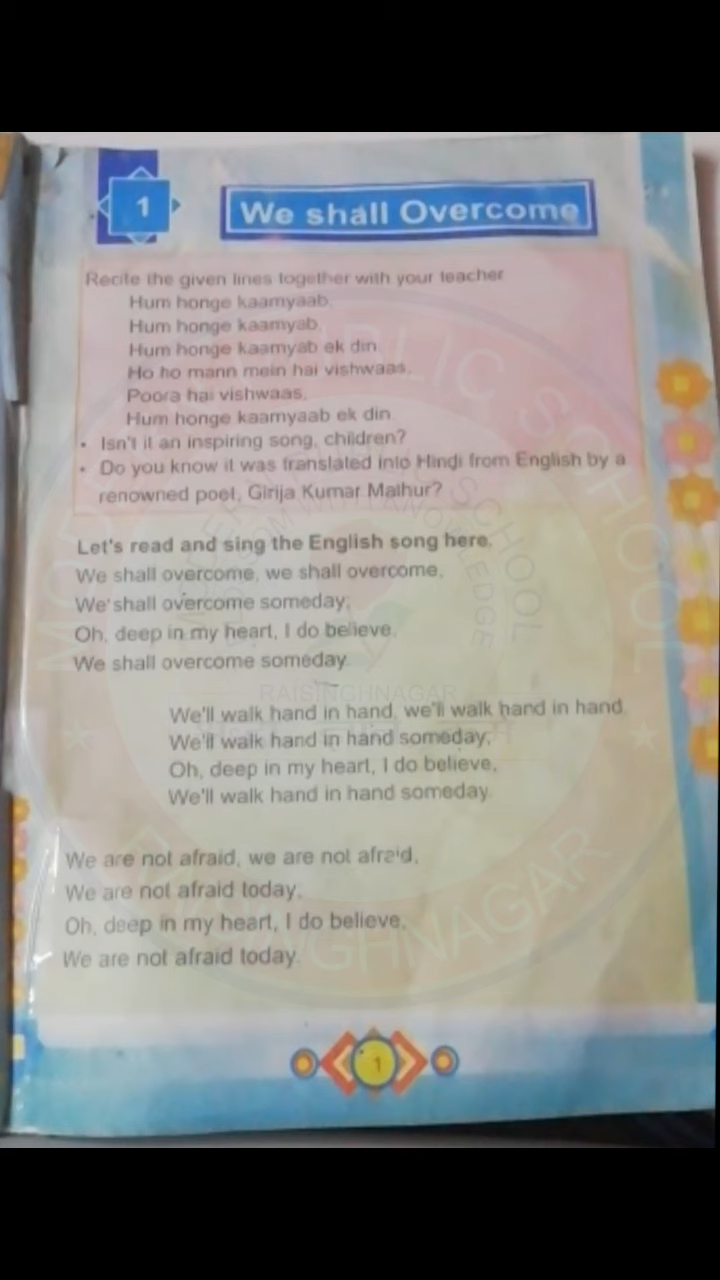 1
We shall Overcome
Recite the given lines together with your teacher
Hum honge kaamyaab,
Hum honge kaamyab,
Hum honge kaamyab ek din
Ho ho mann mein hai vishwaas,
Poora hai vishwaas,
Hum honge kaamyaab ek din
• Isn't it an inspiring song, children?
• Do you know it was translated into Hindi from English by a
renowned poet, Girija Kumar Mathur?
Let's read and sing the English song here.
We shall overcome, we shall overcome,
We shall overcome someday;
Oh, deep in my heart, I do believe,
We shall overcome someday.
RAISINGHNAGAR
We'll walk hand in hand, we'll walk hand in hand,
We'll walk hand in hand someday;
Oh, deep in my heart, I do believe,
We'll walk hand in hand someday.
We are not afraid, we are not afraid,
We are not afraid today;
Oh, deep in my heart, I do believe,
We are not afraid today.
1
PUBLIC SCHOOL
SCHOOL
KNOWLEDGE